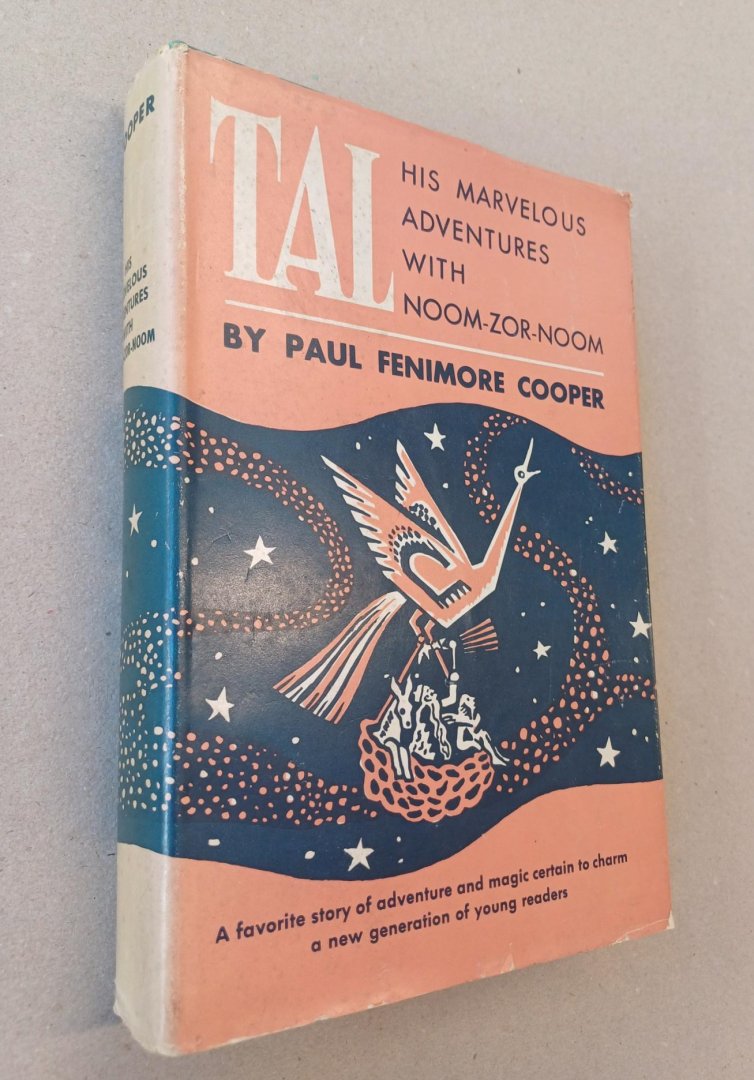 TAL
HIS MARVELOUS
ADVENTURES
WITH
NOOM-ZOR-NOOM
BY PAUL FENIMORE COOPER
A favorite story of adventure and magic certain to charm
a new generation of young readers